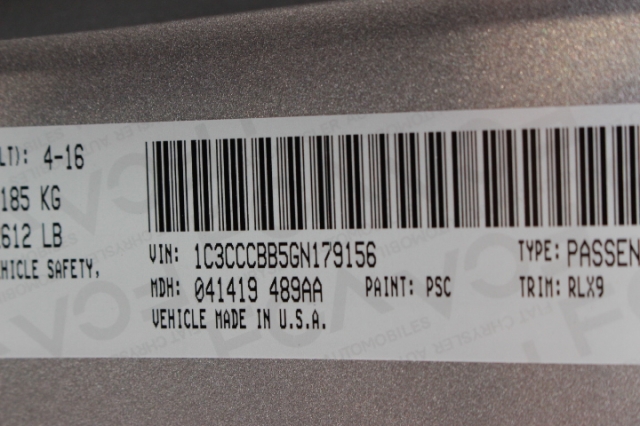 LT): 4-16
185 KG
612 LB
HICLE SAFETY,
VIN: 1C3CCCBB5GN179156
TYPE: PASSEN
MDH: 041419 489AA
PAINT: PSC
TRIM: RLX9
VEHICLE MADE IN U.S.A.